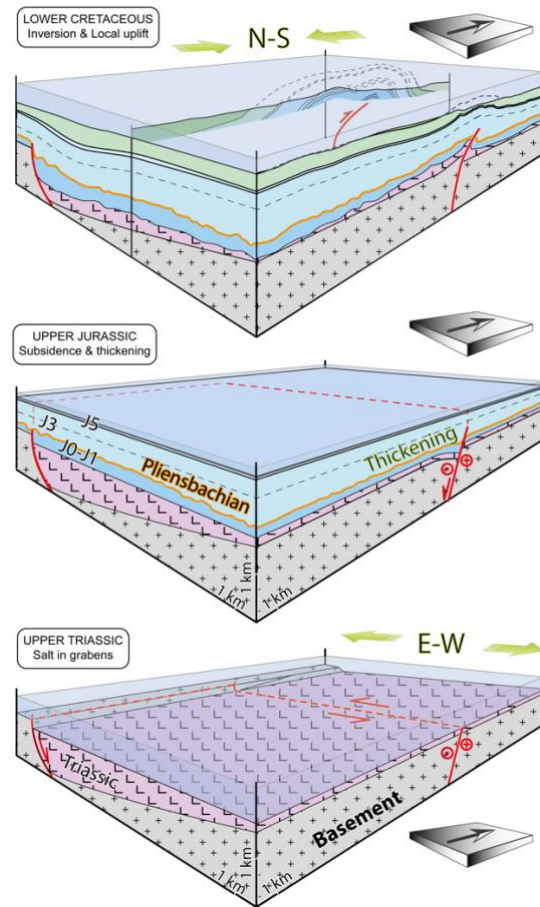 LOWER CRETACEOUS
Inversion & Local uplift
N-S
UPPER JURASSIC
Subsidence & thickening
J5
J3
J0-J1
Pliensbachian
Thickening
1 km
1 km
1 km
UPPER TRIASSIC
Salt in grabens
E-W
Triassic
Basement
1 km
1 km
1 km